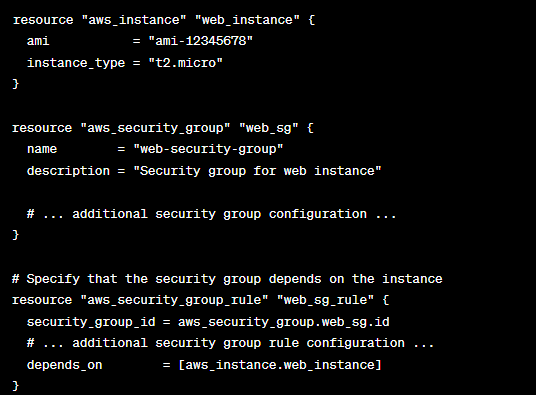 resource "aws_instance" "web_instance" {
  ami           = "ami-12345678"
  instance_type = "t2.micro"
}

resource "aws_security_group" "web_sg" {
  name        = "web-security-group"
  description = "Security group for web instance"

  # ... additional security group configuration ...
}

# Specify that the security group depends on the instance
resource "aws_security_group_rule" "web_sg_rule" {
  security_group_id = aws_security_group.web_sg.id
  # ... additional security group rule configuration ...
  depends_on        = [aws_instance.web_instance]
}